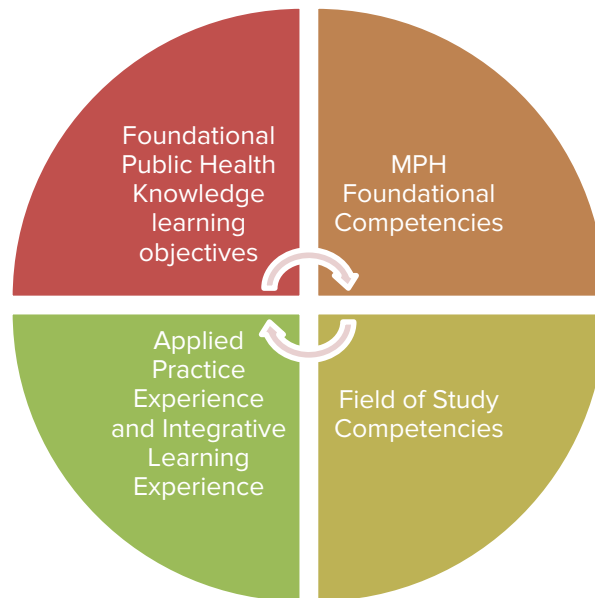 Foundational
Public Health
Knowledge
learning
objectives
MPH
Foundational
Competencies
Applied
Practice
Experience
and Integrative
Learning
Experience
Field of Study
Competencies